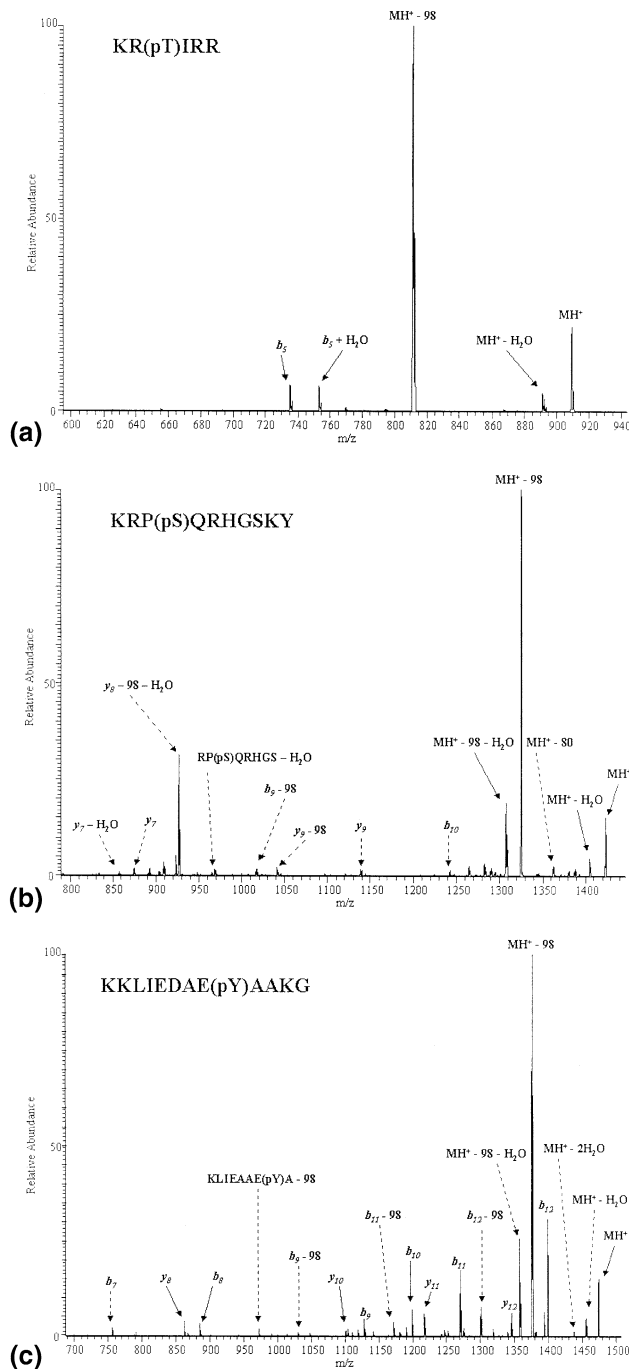 MH⁺ - 98
KR(pT)IRR
100
50
0
Relative Abundance
b₅
b₅ + H₂O
MH⁺ - H₂O
MH⁺
600 620 640 660 680 700 720 740 760 780 800 820 840 860 880 900 920 940
m/z
(a)
MH⁺ - 98
KRP(pS)QRHGSKY
100
50
0
Relative Abundance
y₈ – 98 – H₂O
RP(pS)QRHGS – H₂O
MH⁺ - 98 - H₂O
MH⁺ - 80
MH⁺
b₉ - 98
MH⁺ - H₂O
y₇ – H₂O
y₇
y₉ - 98
y₉
b₁₀
800 850 900 950 1000 1050 1100 1150 1200 1250 1300 1350 1400
m/z
(b)
MH⁺ - 98
KKLIEDAE(pY)AAKG
100
50
0
Relative Abundance
MH⁺ - 98 - H₂O
MH⁺ - 2H₂O
KLIEAAE(pY)A - 98
MH⁺ - H₂O
b₁₁ - 98
b₁₂ - 98
b₁₂
MH⁺
b₁₀
b₉ - 98
b₁₁
b₇
y₈
b₈
y₁₀
y₁₁
b₉
y₁₂
700 750 800 850 900 950 1000 1050 1100 1150 1200 1250 1300 1350 1400 1450 1500
m/z
(c)